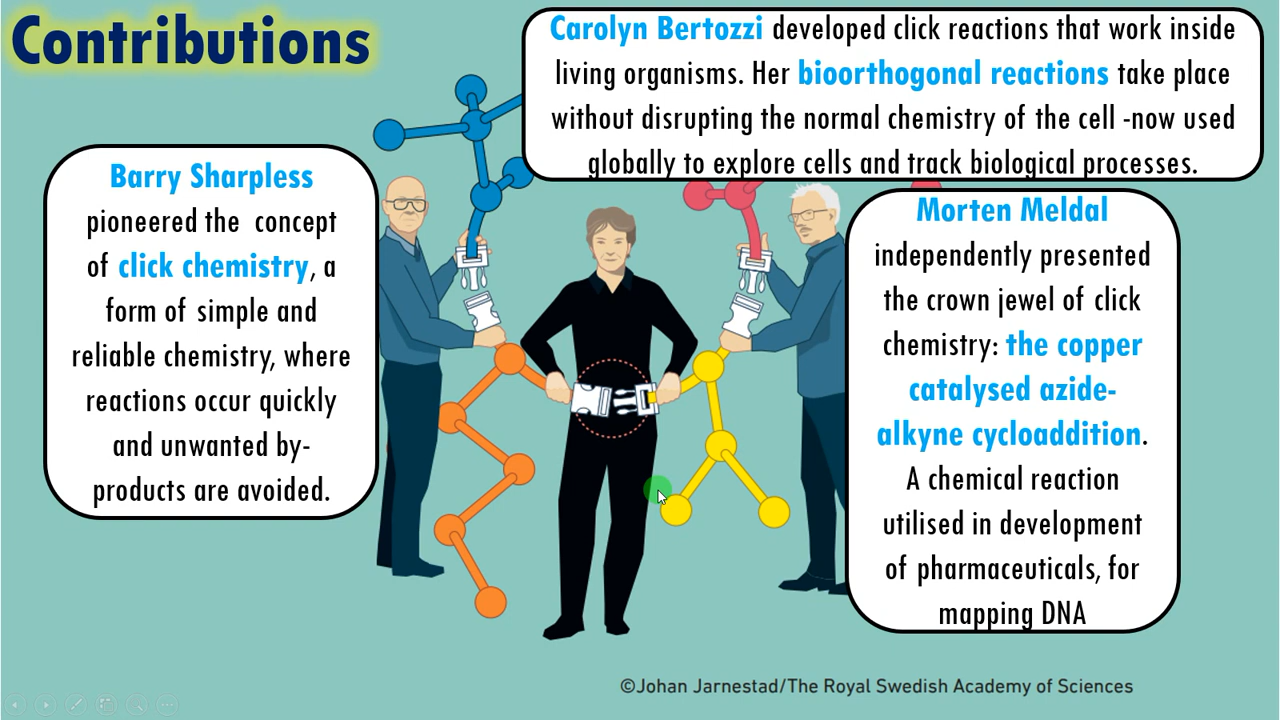 Contributions
Carolyn Bertozzi developed click reactions that work inside
living organisms. Her bioorthogonal reactions take place
without disrupting the normal chemistry of the cell -now used
globally to explore cells and track biological processes.
Barry Sharpless
pioneered the concept
of click chemistry, a
form of simple and
reliable chemistry, where
reactions occur quickly
and unwanted by-
products are avoided.
Morten Meldal
independently presented
the crown jewel of click
chemistry: the copper
catalysed azide-
alkyne cycloaddition.
A chemical reaction
utilised in development
of pharmaceuticals, for
mapping DNA
©Johan Jarnestad/The Royal Swedish Academy of Sciences